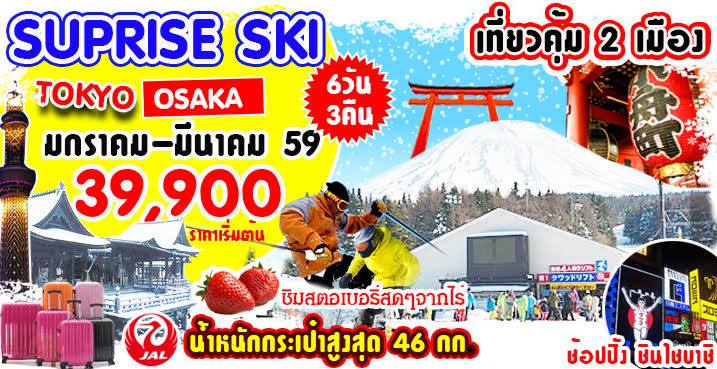 SUPRISE SKI
เที่ยวคุ้ม 2 เมือง
TOKYO OSAKA
6วัน
3คืน
มกราคม-มีนาคม 59
39,900
ราคาเริ่มต้น
ชิมสตอเบอรี่สดๆจากไร่
JAL
น้ำหนักกระเป๋าสูงสุด 46 กก.
ช้อปปิ้ง ชินไซบาชิ